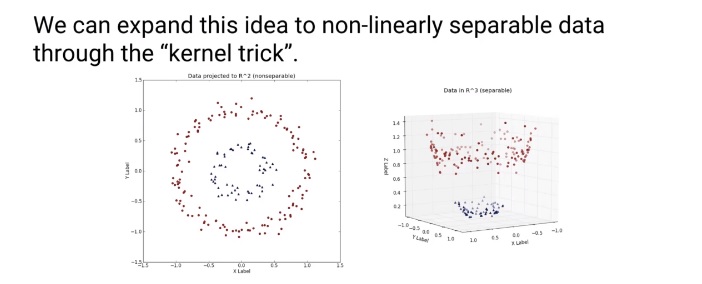 We can expand this idea to non-linearly separable data
through the “kernel trick”.
Data projected to R^2 (nonseparable)
1.5
1.0
0.5
0.0
−0.5
−1.0
−1.5
Y Label
−1.5 −1.0 −0.5 0.0 0.5 1.0 1.5
X Label
Data in R^3 (separable)
1.4
1.2
1.0
0.8
0.6
0.4
0.2
Z Label
−1.0 −0.5 0.0 0.5 1.0
Y Label
1.0 0.5 0.0 −0.5 −1.0
X Label